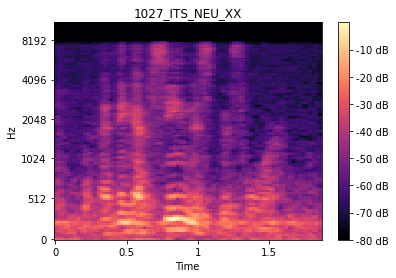 1027_ITS_NEU_XX
8192
4096
2048
1024
512
0
Hz
0
0.5
1
1.5
Time
-10 dB
-20 dB
-30 dB
-40 dB
-50 dB
-60 dB
-70 dB
-80 dB